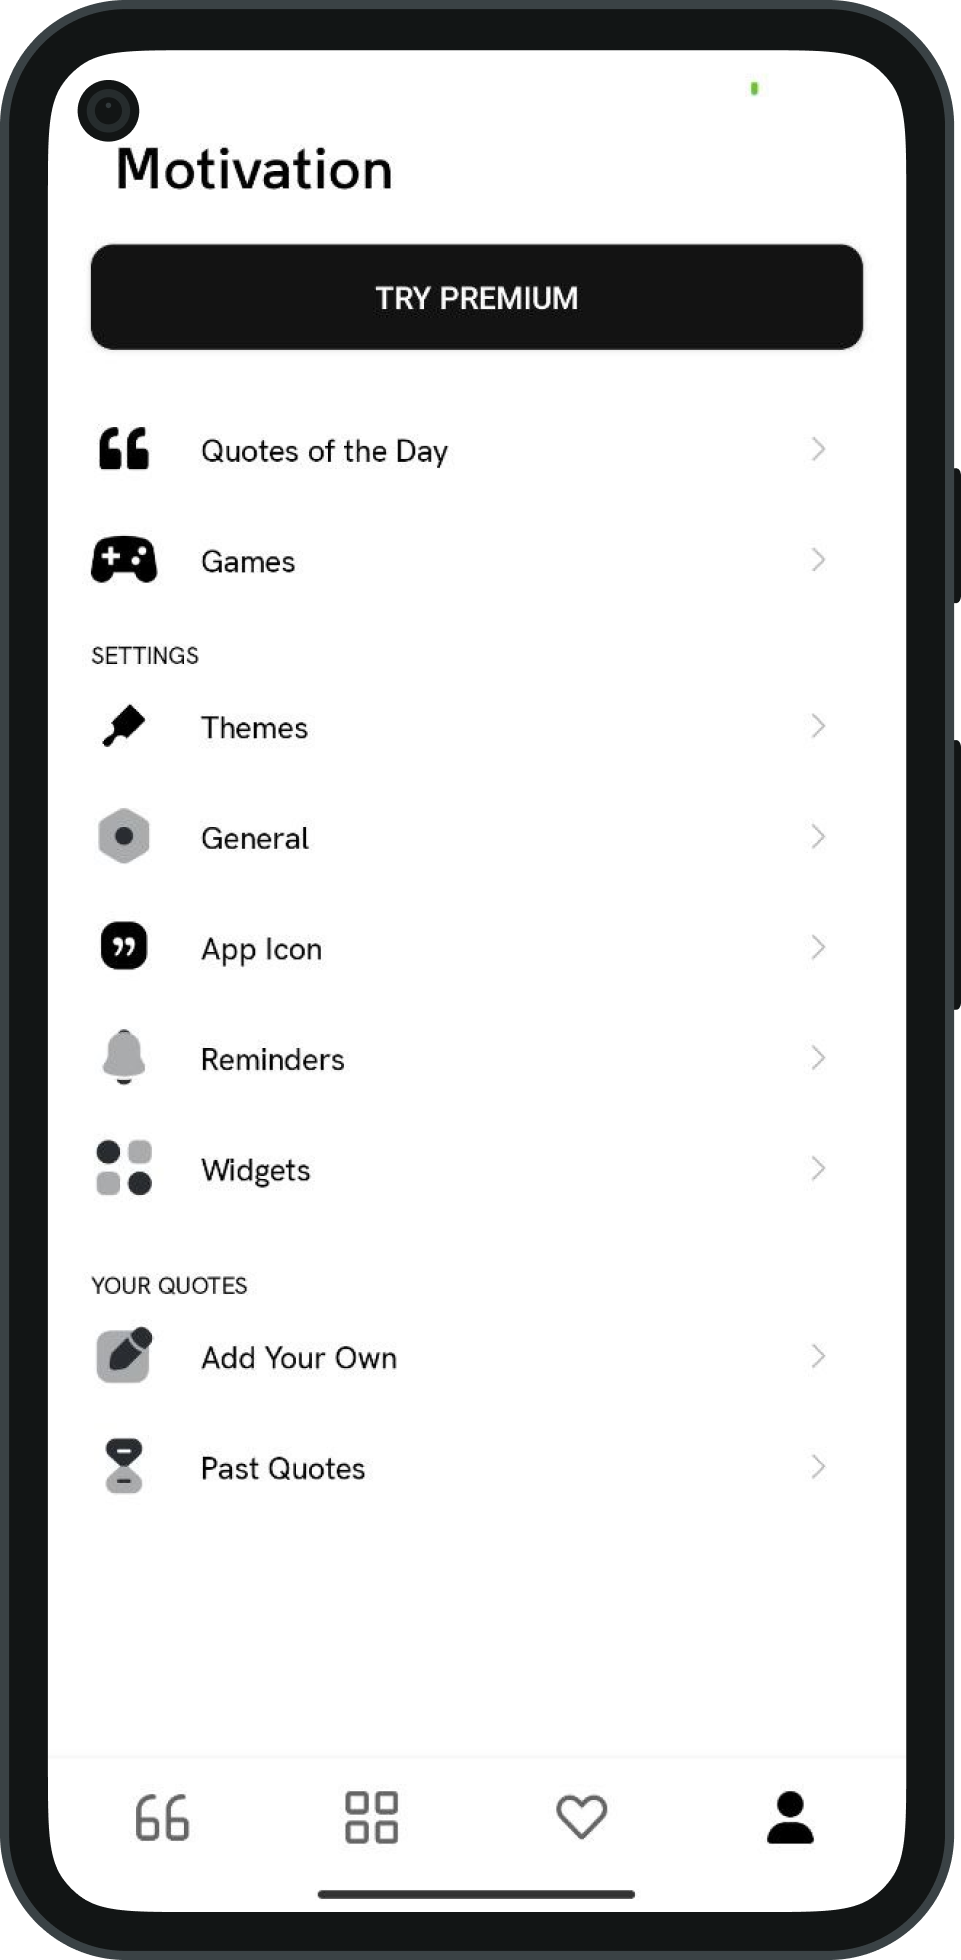 Motivation
TRY PREMIUM
Quotes of the Day
Games
SETTINGS
Themes
General
App Icon
Reminders
Widgets
YOUR QUOTES
Add Your Own
Past Quotes